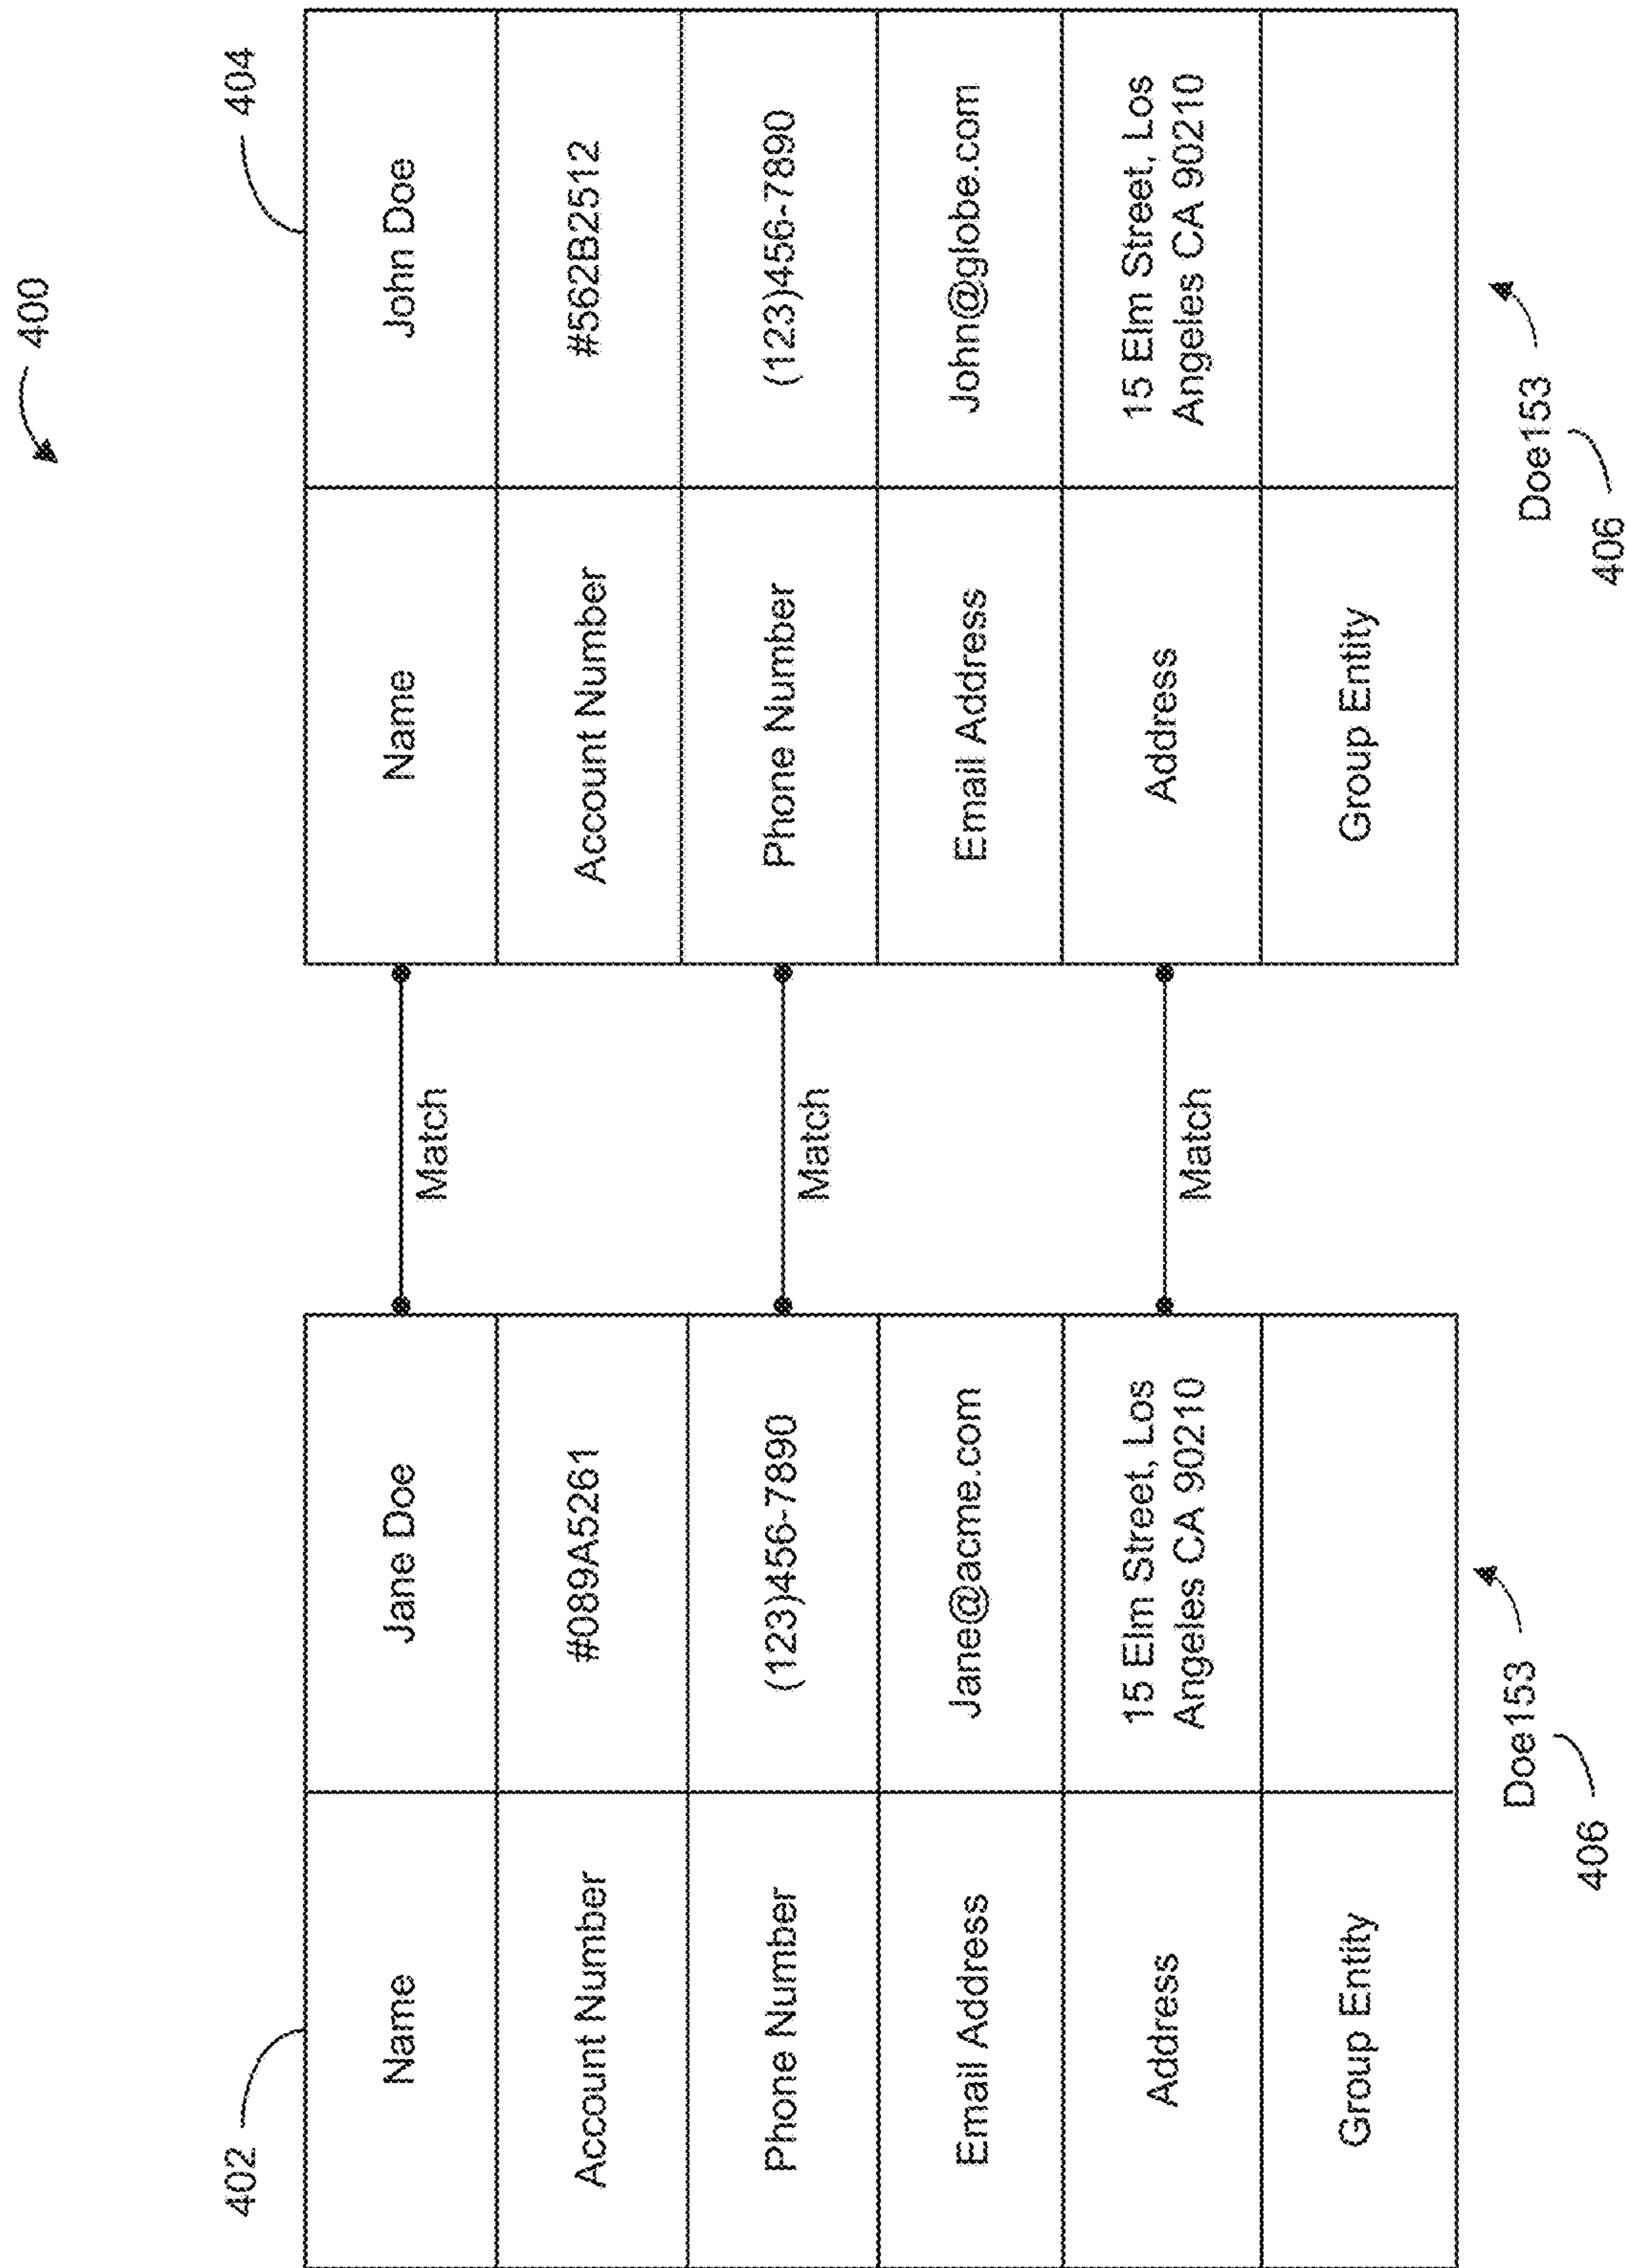 400
402
Name
Jane Doe
Account Number
#089A5261
Phone Number
(123)456-7890
Email Address
Jane@acme.com
Address
15 Elm Street, Los
Angeles CA 90210
Group Entity
Doe153
406
Match
Match
Match
404
Name
John Doe
Account Number
#562B2512
Phone Number
(123)456-7890
Email Address
John@globe.com
Address
15 Elm Street, Los
Angeles CA 90210
Group Entity
Doe153
406